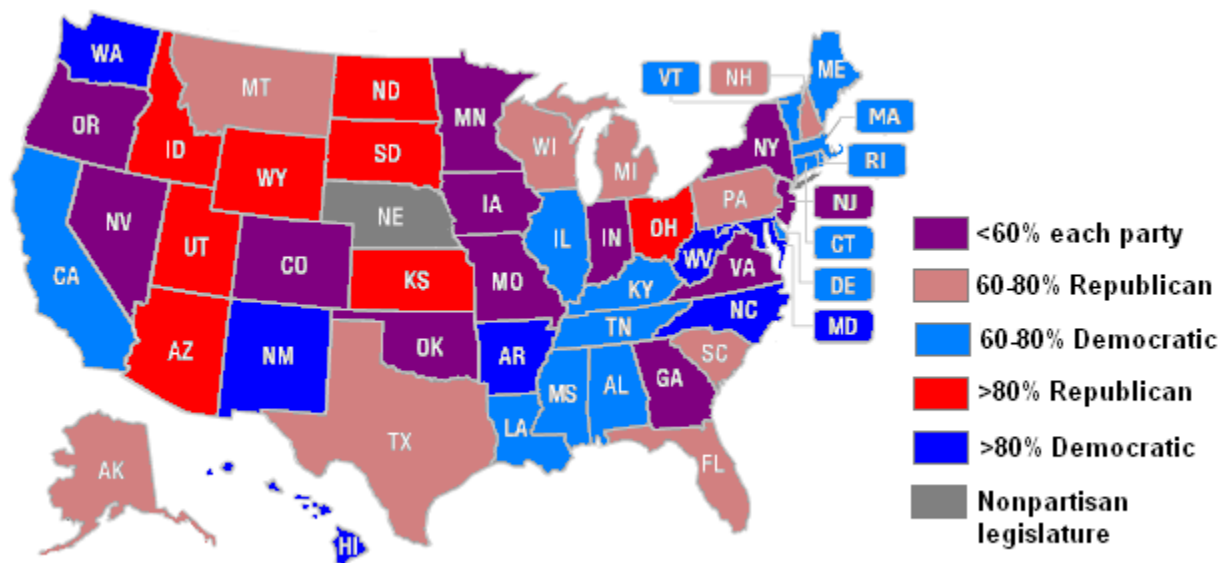 WA
MT
ND
MN
VT
NH
ME
OR
ID
SD
WI
MI
NY
MA
RI
WY
NE
IA
PA
NJ
NV
UT
CO
KS
MO
IL
IN
OH
WV
VA
CT
CA
KY
DE
AZ
NM
OK
AR
TN
NC
MD
TX
LA
MS
AL
GA
SC
AK
FL
HI
<60% each party
60-80% Republican
60-80% Democratic
>80% Republican
>80% Democratic
Nonpartisan
legislature